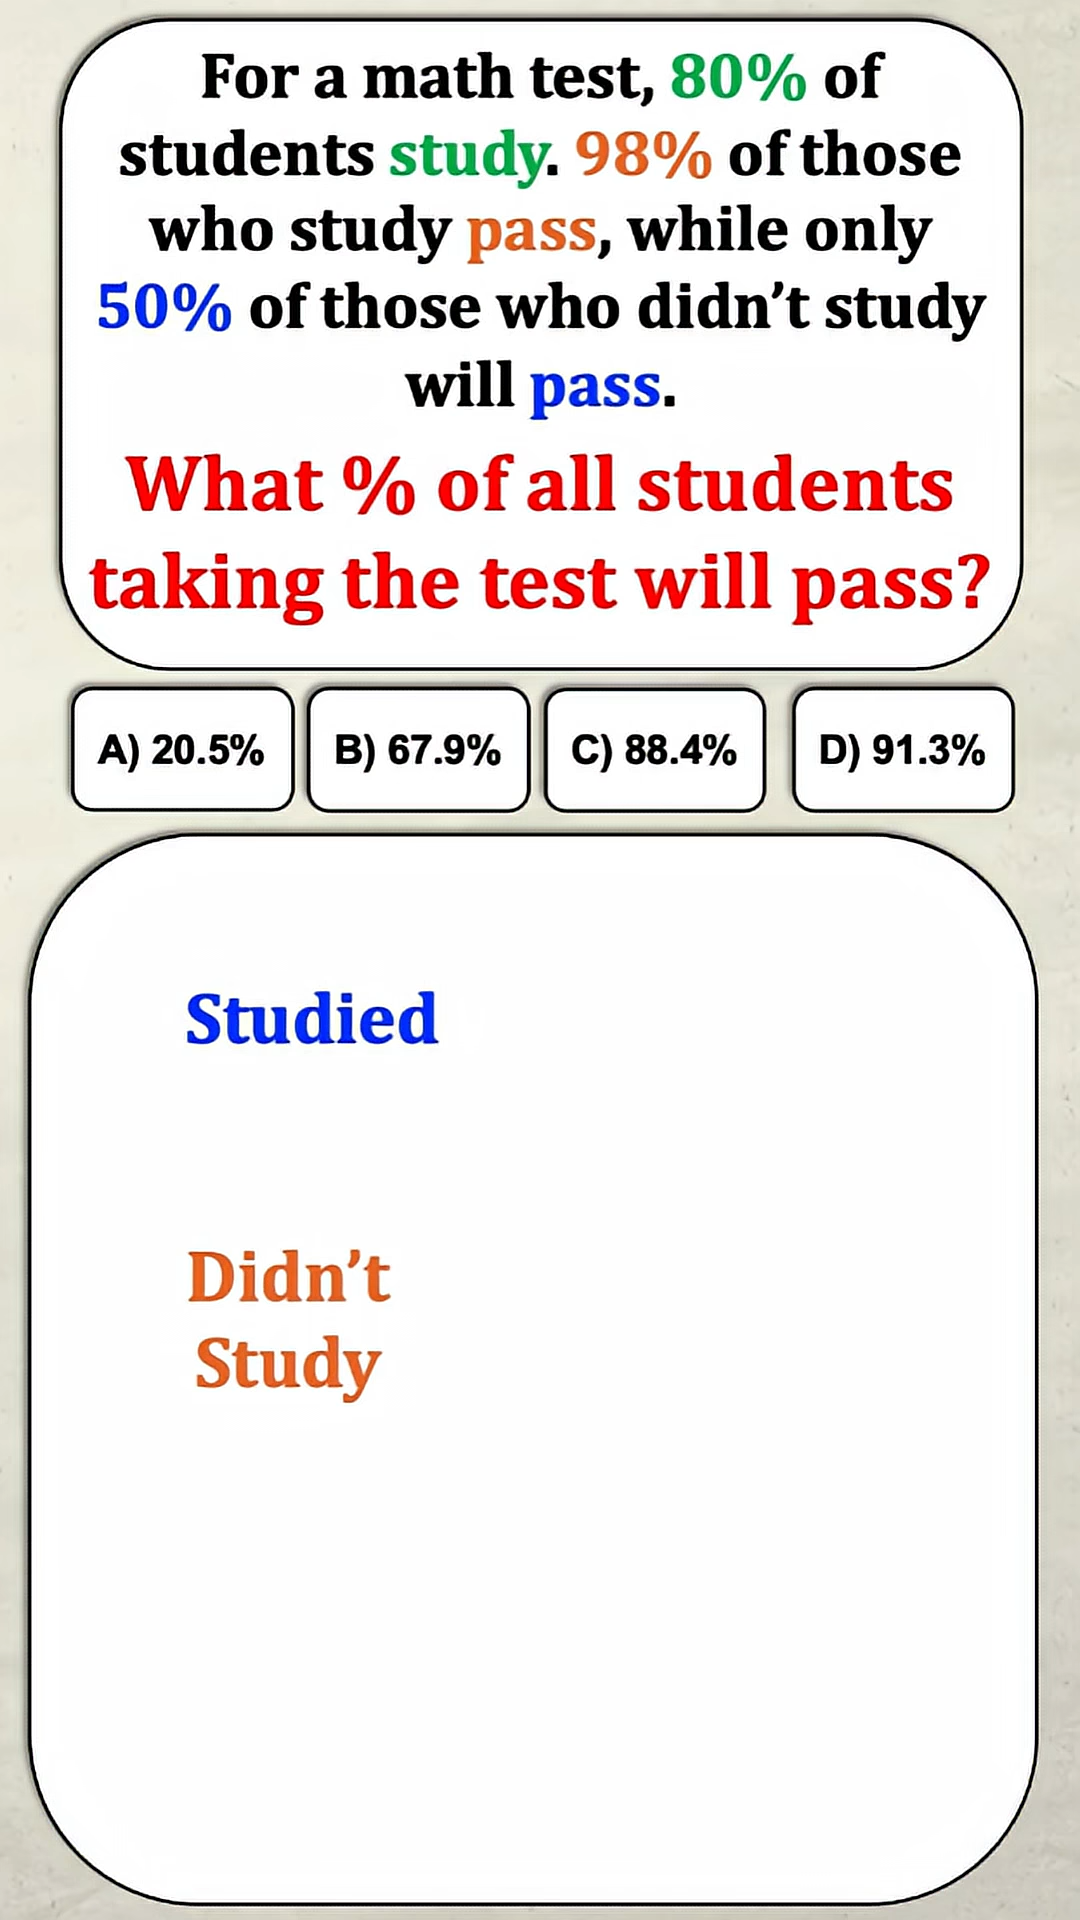 For a math test, 80% of
students study. 98% of those
who study pass, while only
50% of those who didn’t study
will pass.
What % of all students
taking the test will pass?
A) 20.5%
B) 67.9%
C) 88.4%
D) 91.3%
Studied
Didn’t
Study